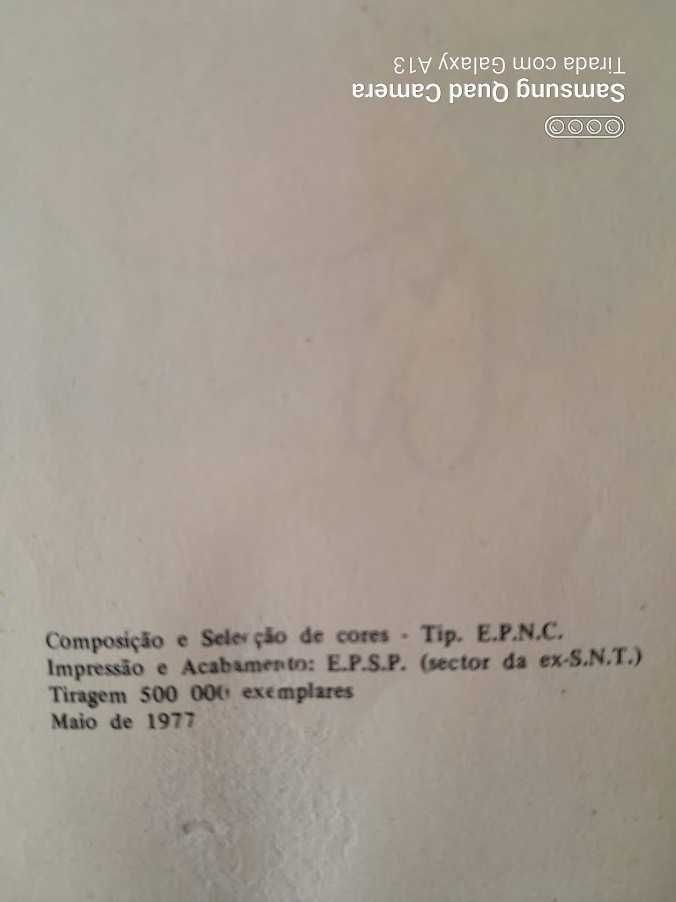 Samsung Quad Camera
Tirada com Galaxy A13
Composição e Selecção de cores - Tip. E.P.N.C.
Impressão e Acabamento: E.P.S.P. (sector da ex-S.N.T.)
Tiragem 500 000 exemplares
Maio de 1977